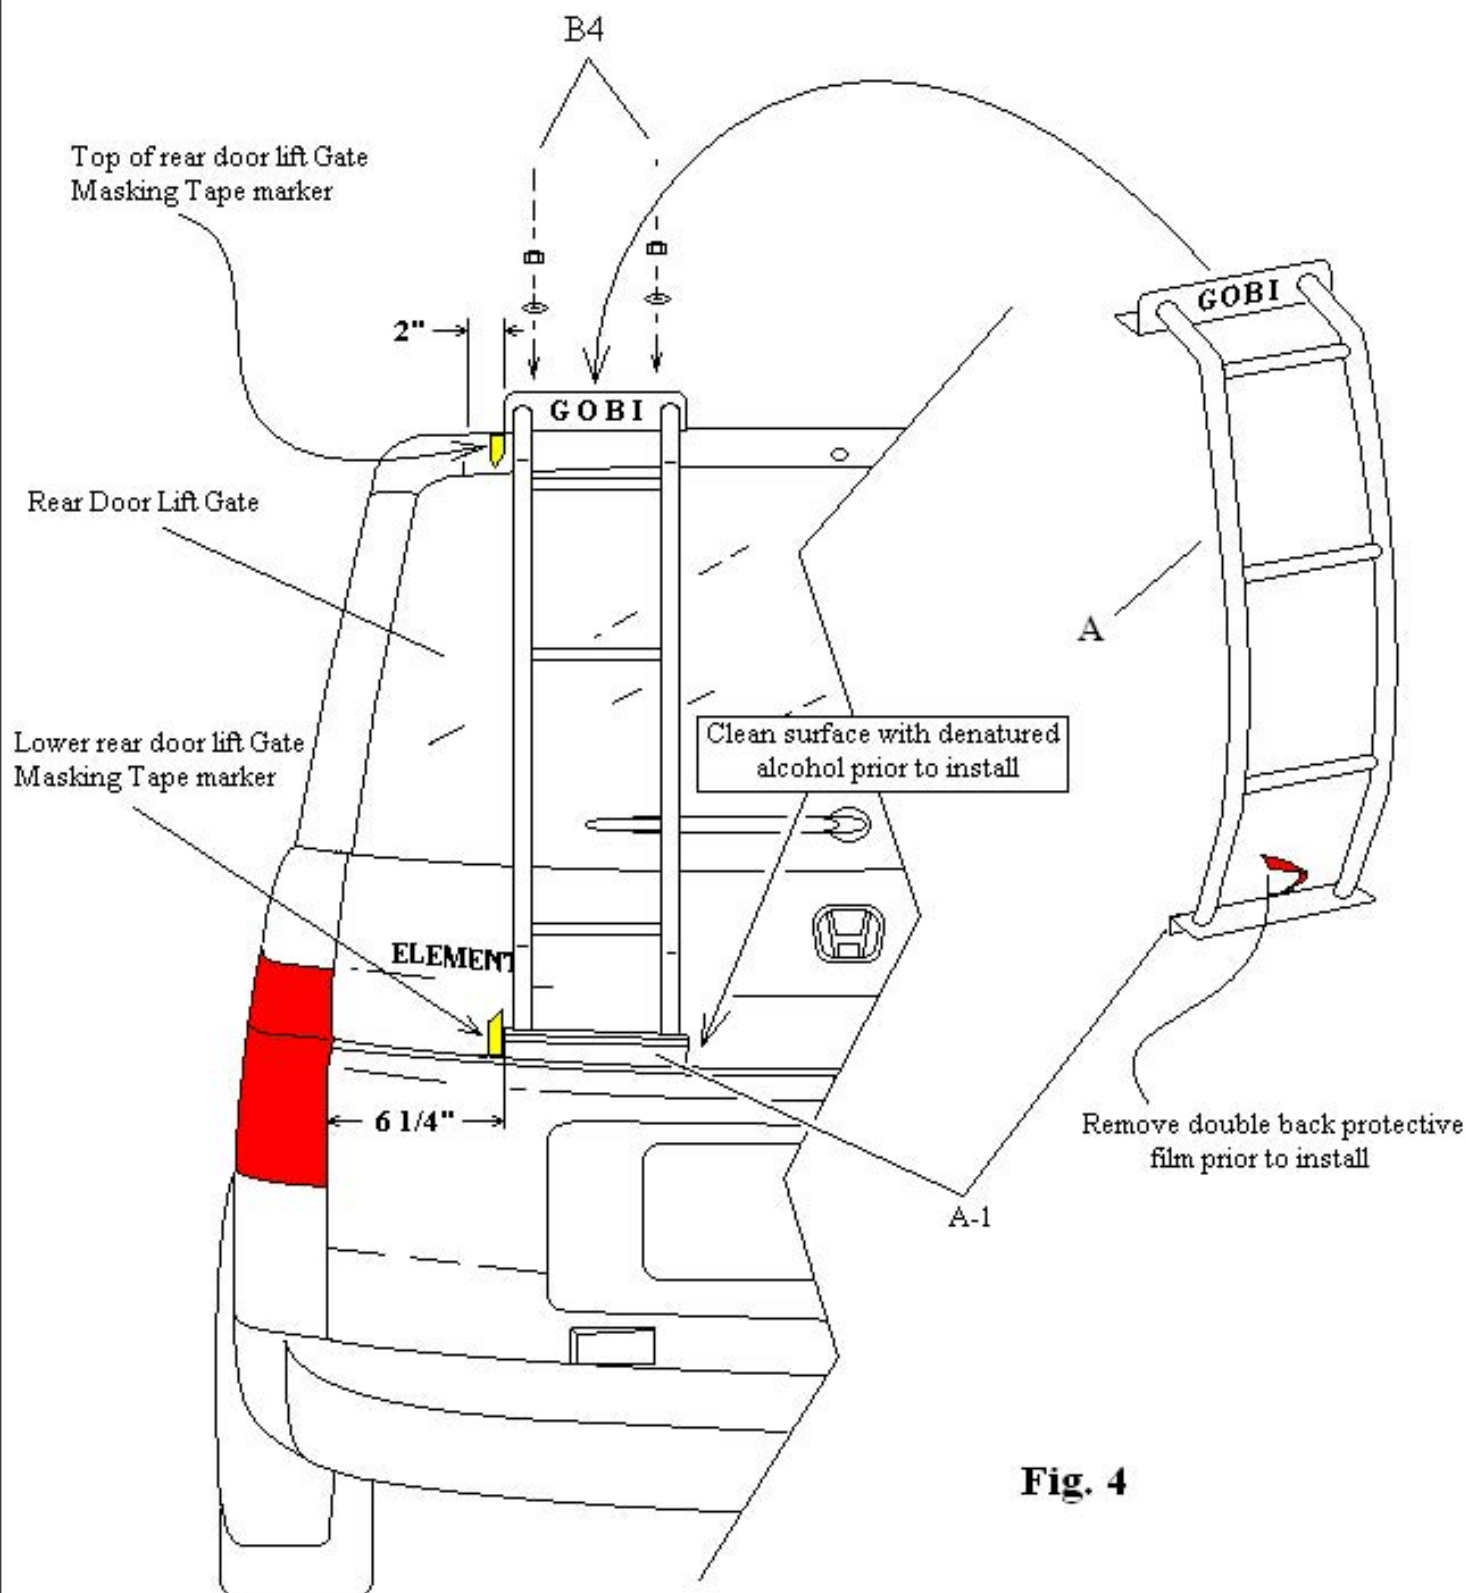 B4
Top of rear door lift Gate
Masking Tape marker
2"
GOBI
GOBI
Rear Door Lift Gate
A
Lower rear door lift Gate
Masking Tape marker
Clean surface with denatured
alcohol prior to install
ELEMENT
6 1/4"
Remove double back protective
film prior to install
A-1
Fig. 4